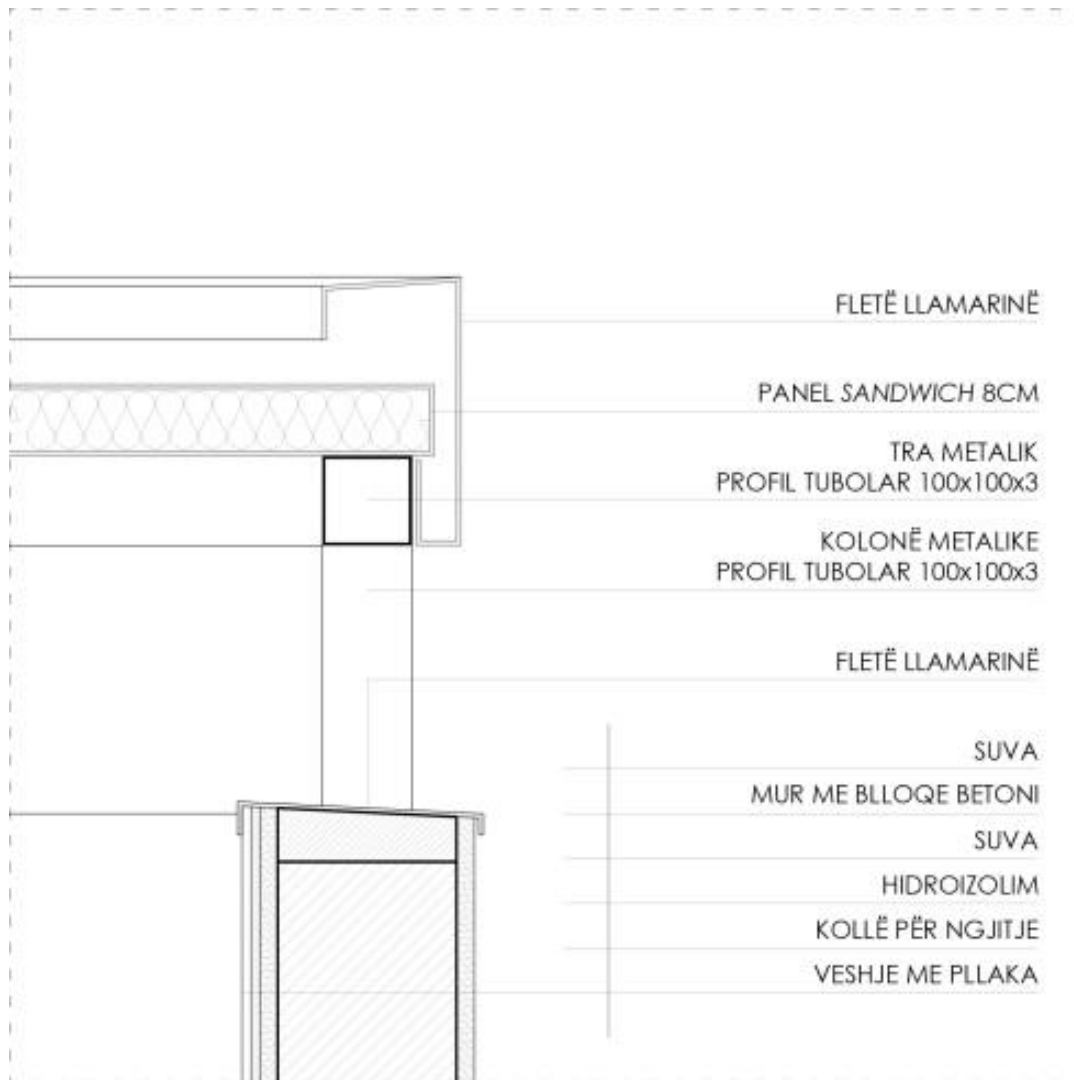 FLETË LLAMARINË
PANEL SANDWICH 8CM
TRA METALIK
PROFIL TUBOLAR 100x100x3
KOLONË METALIKE
PROFIL TUBOLAR 100x100x3
FLETË LLAMARINË
SUVA
MUR ME BLLOQE BETONI
SUVA
HIDROIZOLIM
KOLLË PËR NGJITJE
VESHJE ME PLLAKA